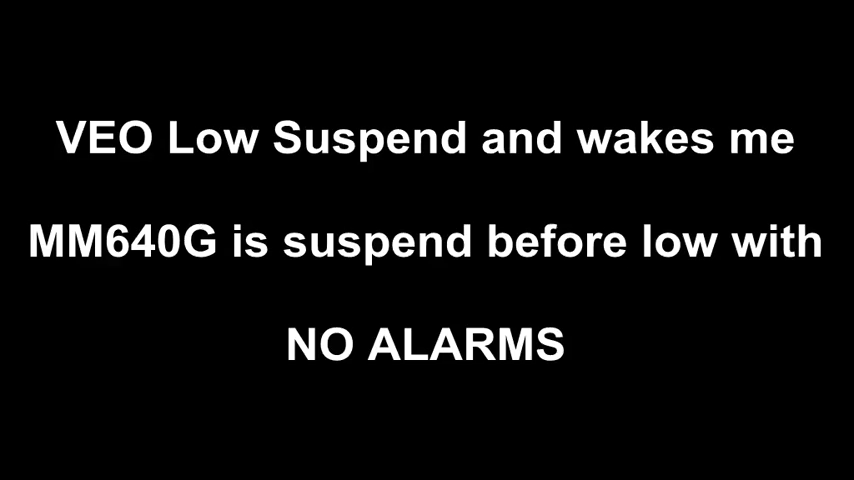 VEO Low Suspend and wakes me
MM640G is suspend before low with
NO ALARMS